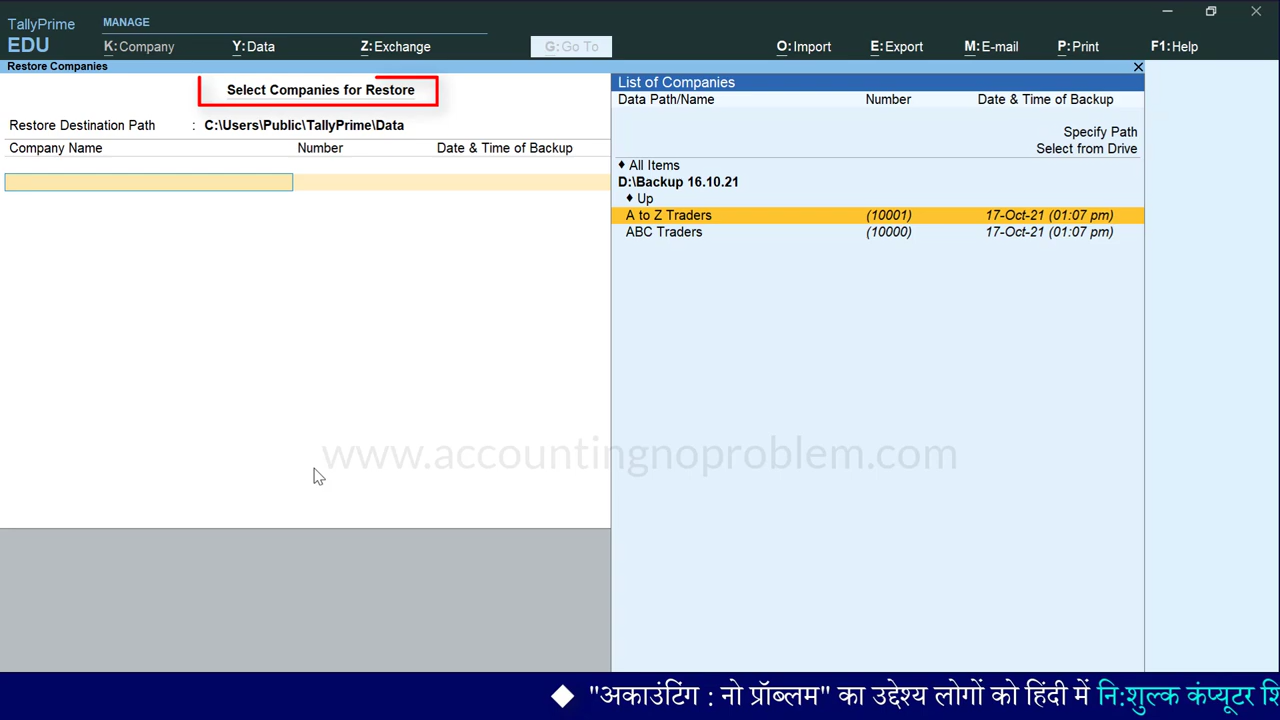 TallyPrime
EDU
MANAGE
K:Company Y:Data Z:Exchange G:Go To O:Import E:Export M:E-mail P:Print F1:Help
Restore Companies
Select Companies for Restore
Restore Destination Path : C:\Users\Public\TallyPrime\Data
Company Name Number Date & Time of Backup
List of Companies
Data Path/Name Number Date & Time of Backup
Specify Path
Select from Drive
♦ All Items
D:\Backup 16.10.21
♦ Up
A to Z Traders (10001) 17-Oct-21 (01:07 pm)
ABC Traders (10000) 17-Oct-21 (01:07 pm)
www.accountingnoproblem.com
◆ "अकाउंटिंग : नो प्रॉब्लम" का उद्देश्य लोगों को हिंदी में नि:शुल्क कंप्यूटर